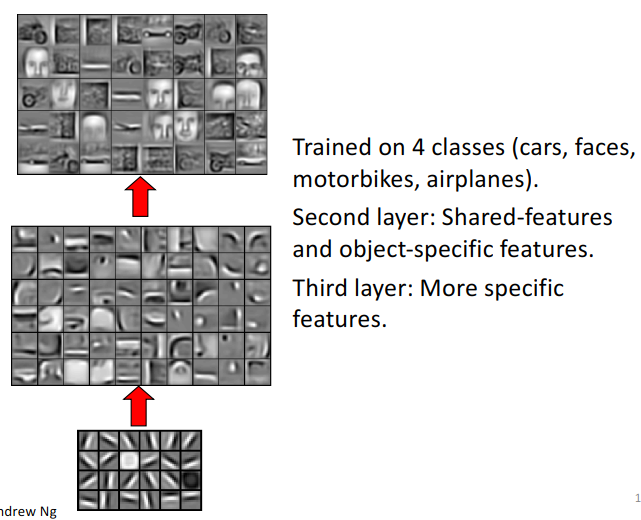 Trained on 4 classes (cars, faces,
motorbikes, airplanes).
Second layer: Shared-features
and object-specific features.
Third layer: More specific
features.
ndrew Ng
1